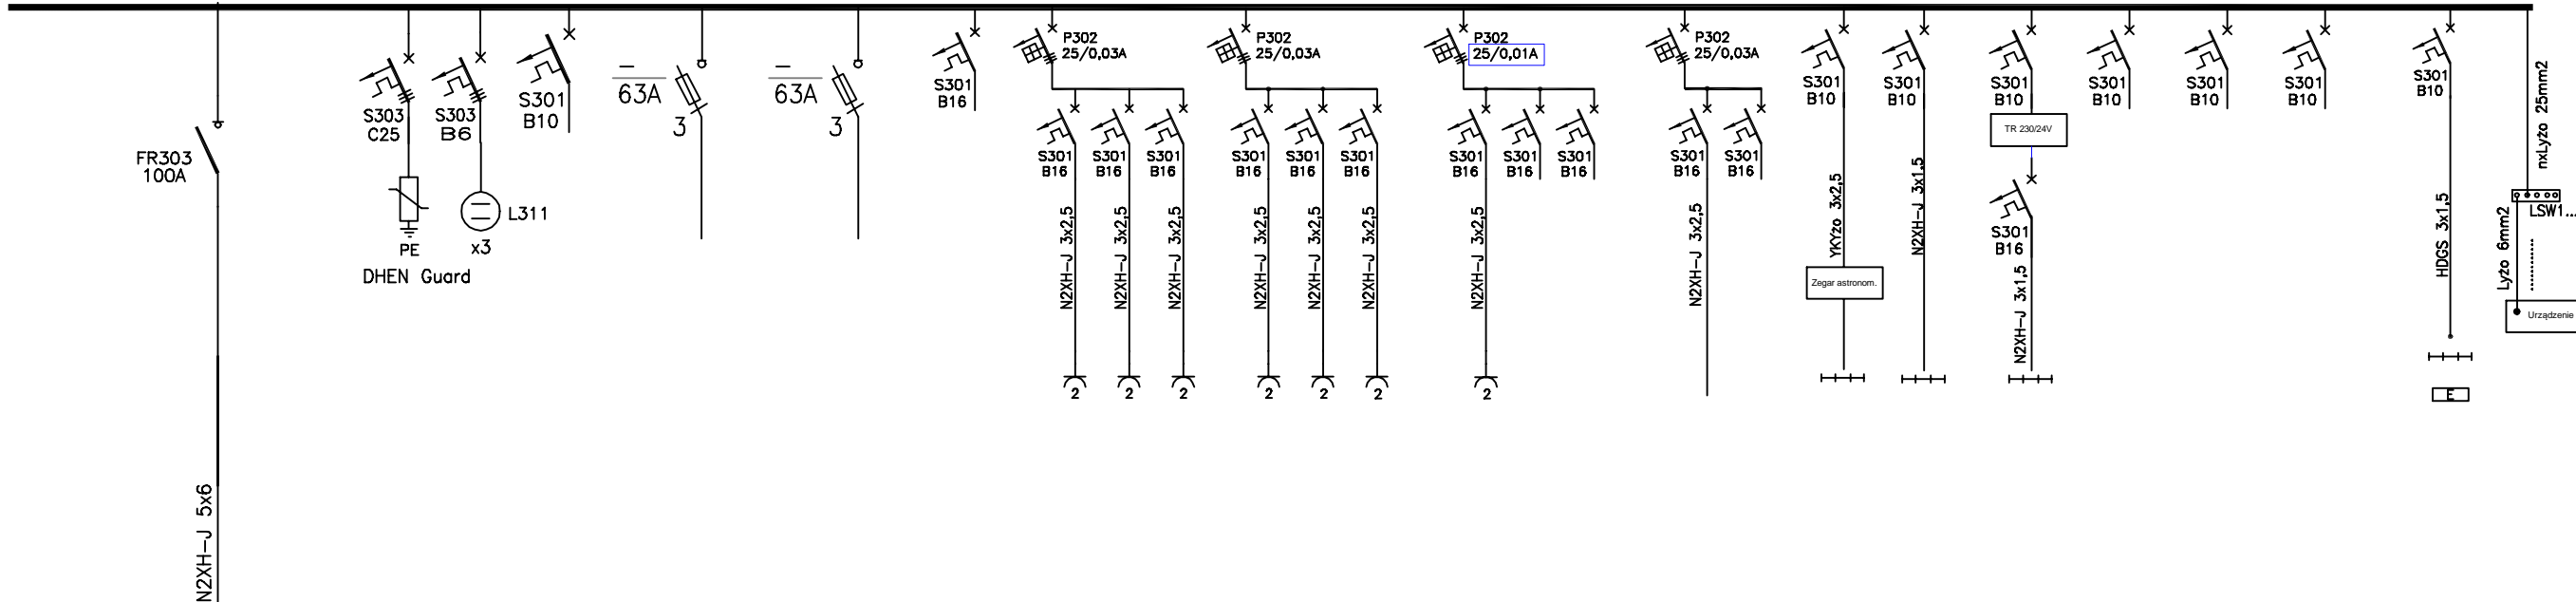 FR303
100A
N2XH-J 5x6
S303
C25
PE
DHEN Guard
S303
B6
L311
x3
S301
B10
63A
3
63A
3
S301
B16
P302
25/0,03A
S301
B16
S301
B16
S301
B16
N2XH-J 3x2,5
N2XH-J 3x2,5
N2XH-J 3x2,5
2
2
2
P302
25/0,03A
S301
B16
S301
B16
S301
B16
N2XH-J 3x2,5
N2XH-J 3x2,5
N2XH-J 3x2,5
2
2
2
P302
25/0,01A
S301
B16
S301
B16
S301
B16
N2XH-J 3x2,5
2
P302
25/0,03A
S301
B16
S301
B16
N2XH-J 3x2,5
S301
B10
YKYżo 3x2,5
Zegar astronom.
S301
B10
N2XH-J 3x1,5
S301
B10
TR 230/24V
S301
B16
N2XH-J 3x1,5
S301
B10
S301
B10
S301
B10
S301
B10
HDGS 3x1,5
E
nxLyżo 25mm2
LSW1...
Lyżo 6mm2
Urządzenie